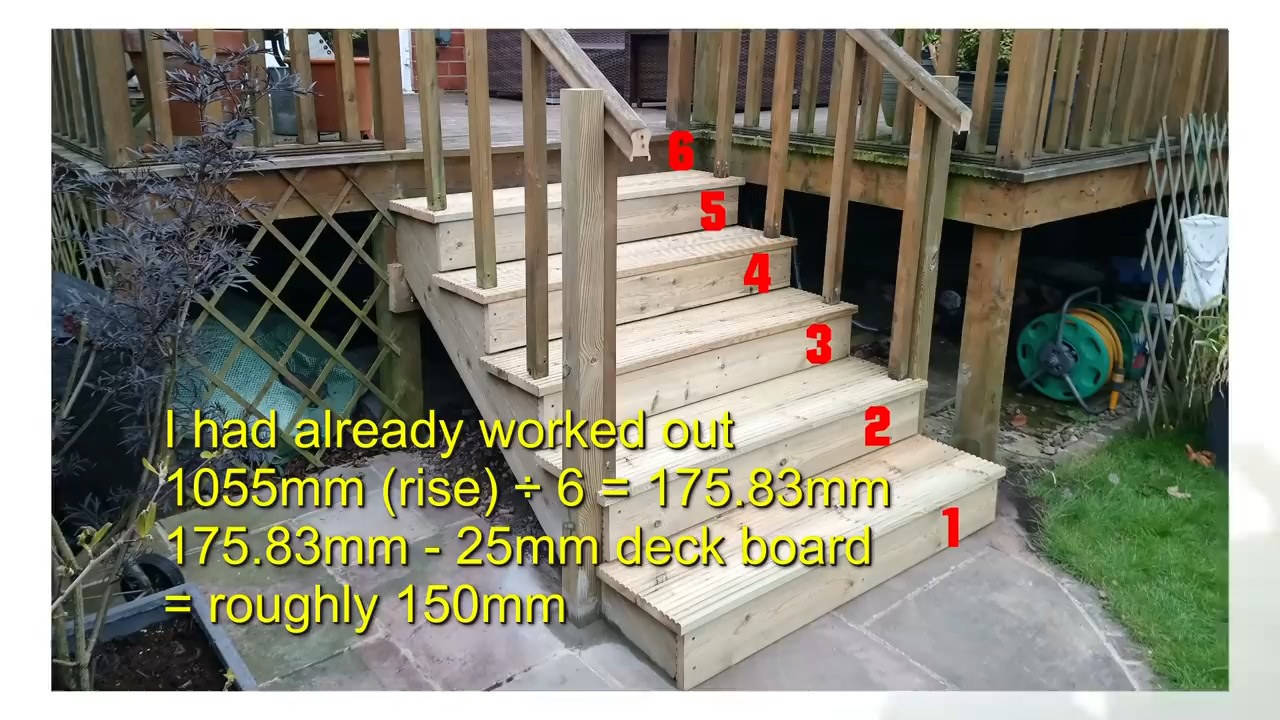 6
5
4
3
2
1
I had already worked out
1055mm (rise) ÷ 6 = 175.83mm
175.83mm - 25mm deck board
= roughly 150mm